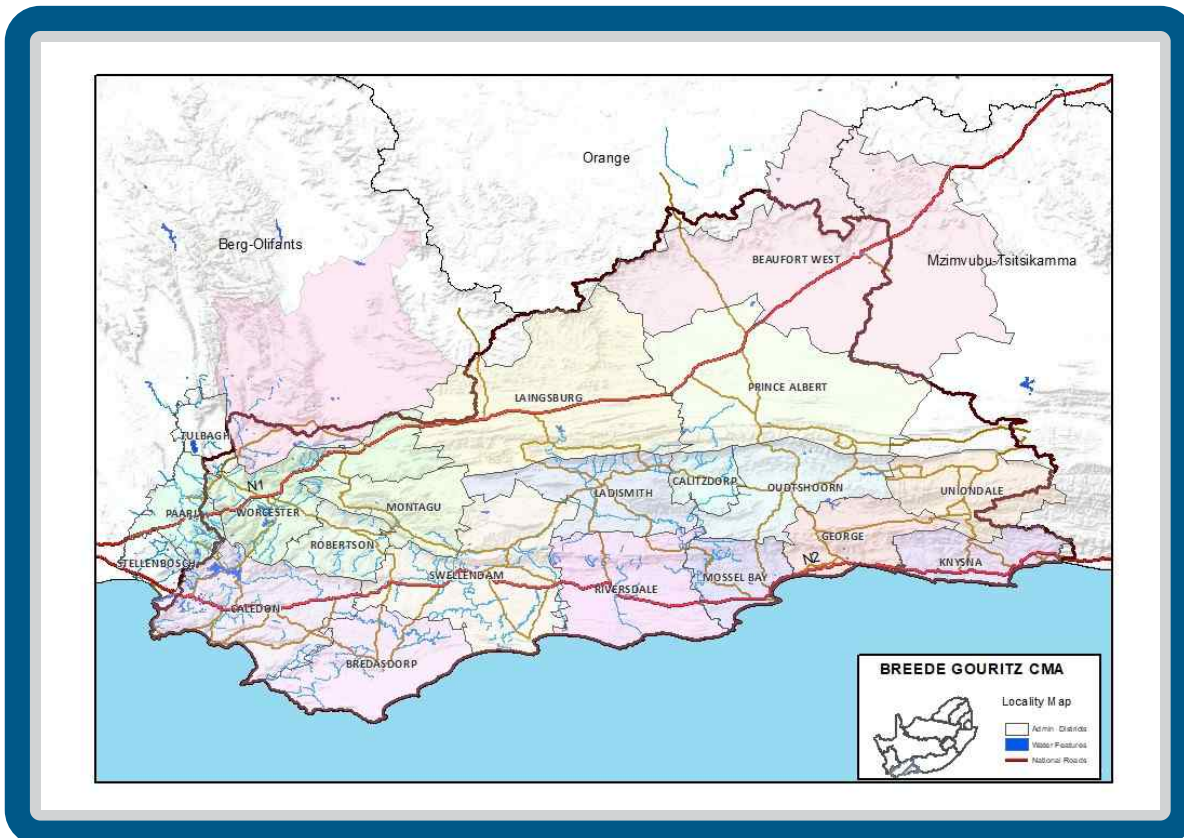 Orange
Berg-Olifants
BEAUFORT WEST
Mzimvubu-Tsitsikamma
PRINCE ALBERT
LAINGSBURG
TULBAGH
N1
CALITZDORP
OUDTSHOORN
UNIONDALE
LADISMITH
MONTAGU
PAARL
WORCESTER
GEORGE
ROBERTSON
N2
KNYSNA
STELLENBOSCH
SWELLENDAM
MOSSEL BAY
RIVERSDALE
CALEDON
BREDASDORP
BREEDE GOURITZ CMA
Locality Map
Admin Districts
Water Features
National Roads